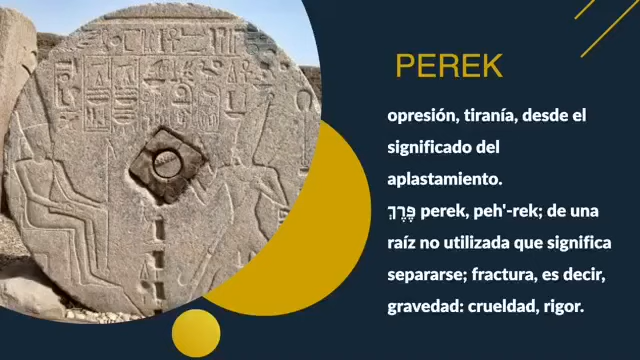 PEREK
opresión, tiranía, desde el
significado del
aplastamiento.
פֶּרֶךְ perek, peh'-rek; de una
raíz no utilizada que significa
separarse; fractura, es decir,
gravedad: crueldad, rigor.